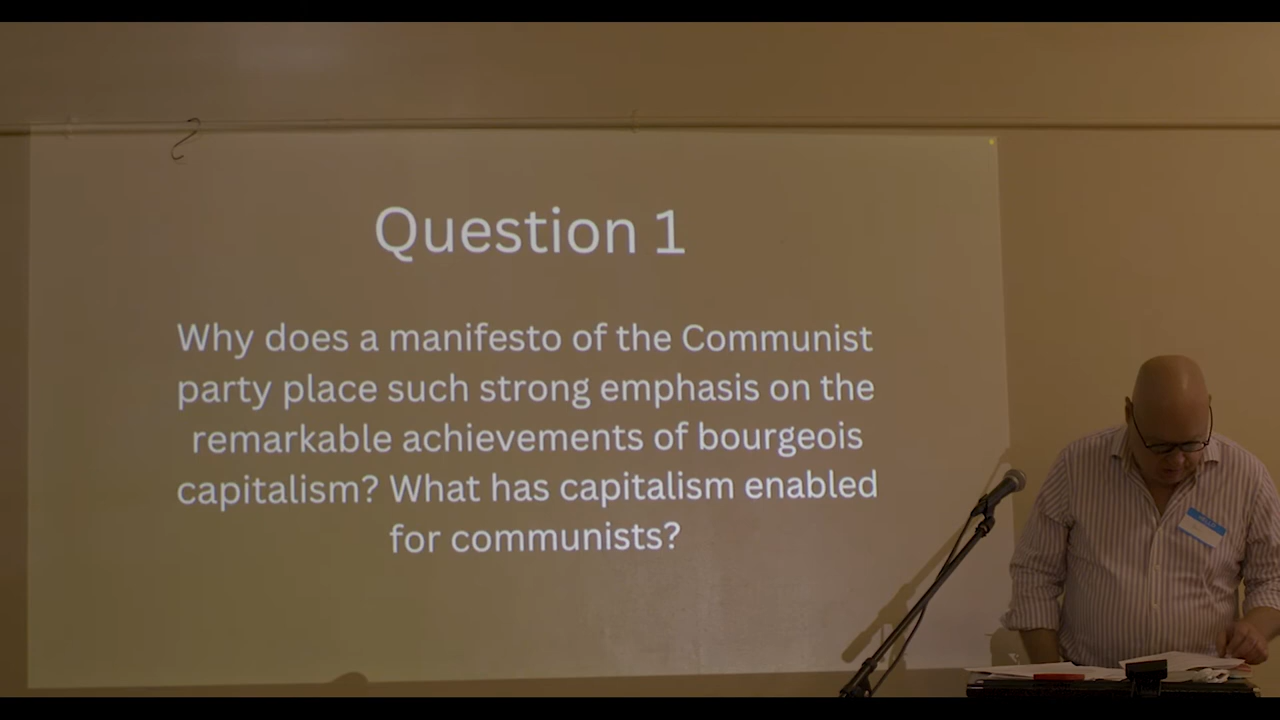 Question 1
Why does a manifesto of the Communist
party place such strong emphasis on the
remarkable achievements of bourgeois
capitalism? What has capitalism enabled
for communists?